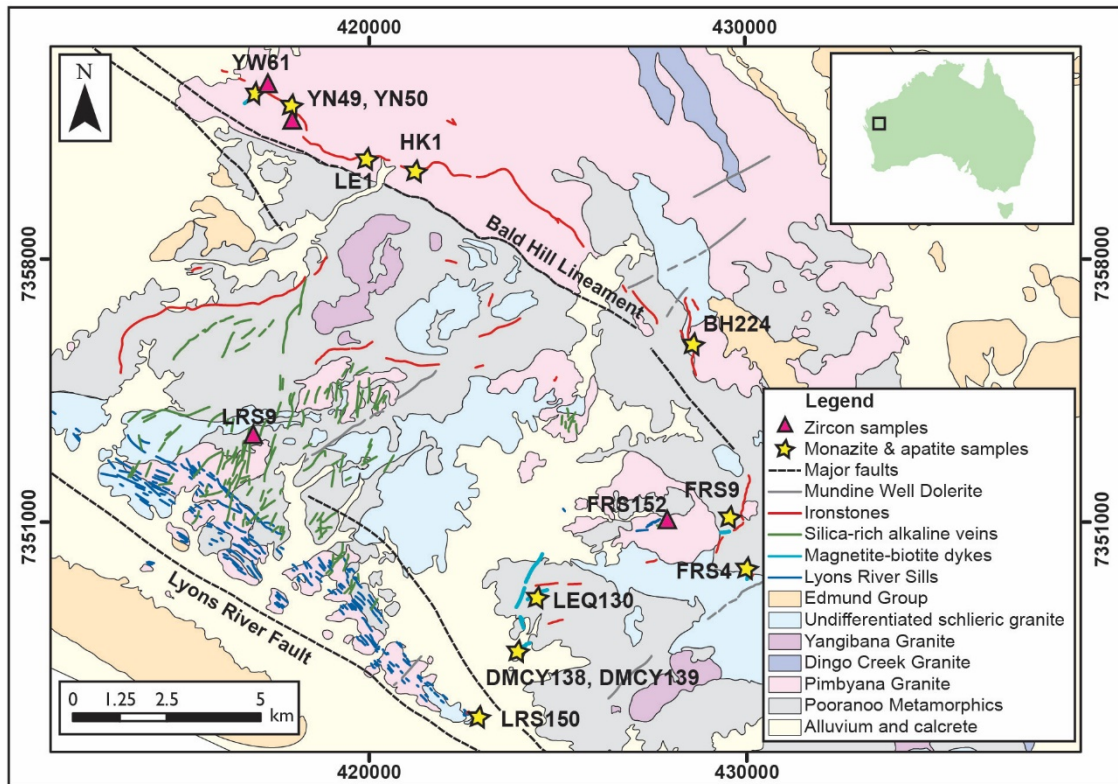 420000
430000
N
YW61
YN49, YN50
HK1
LE1
7358000
7358000
Bald Hill Lineament
BH224
LRS9
FRS9
FRS152
7351000
7351000
FRS4
LEQ130
Lyons River Fault
DMCY138, DMCY139
LRS150
Legend
Zircon samples
Monazite & apatite samples
Major faults
Mundine Well Dolerite
Ironstones
Silica-rich alkaline veins
Magnetite-biotite dykes
Lyons River Sills
Edmund Group
Undifferentiated schlieric granite
Yangibana Granite
Dingo Creek Granite
Pimbyana Granite
Pooranoo Metamorphics
Alluvium and calcrete
0 1.25 2.5 5
km
420000
430000